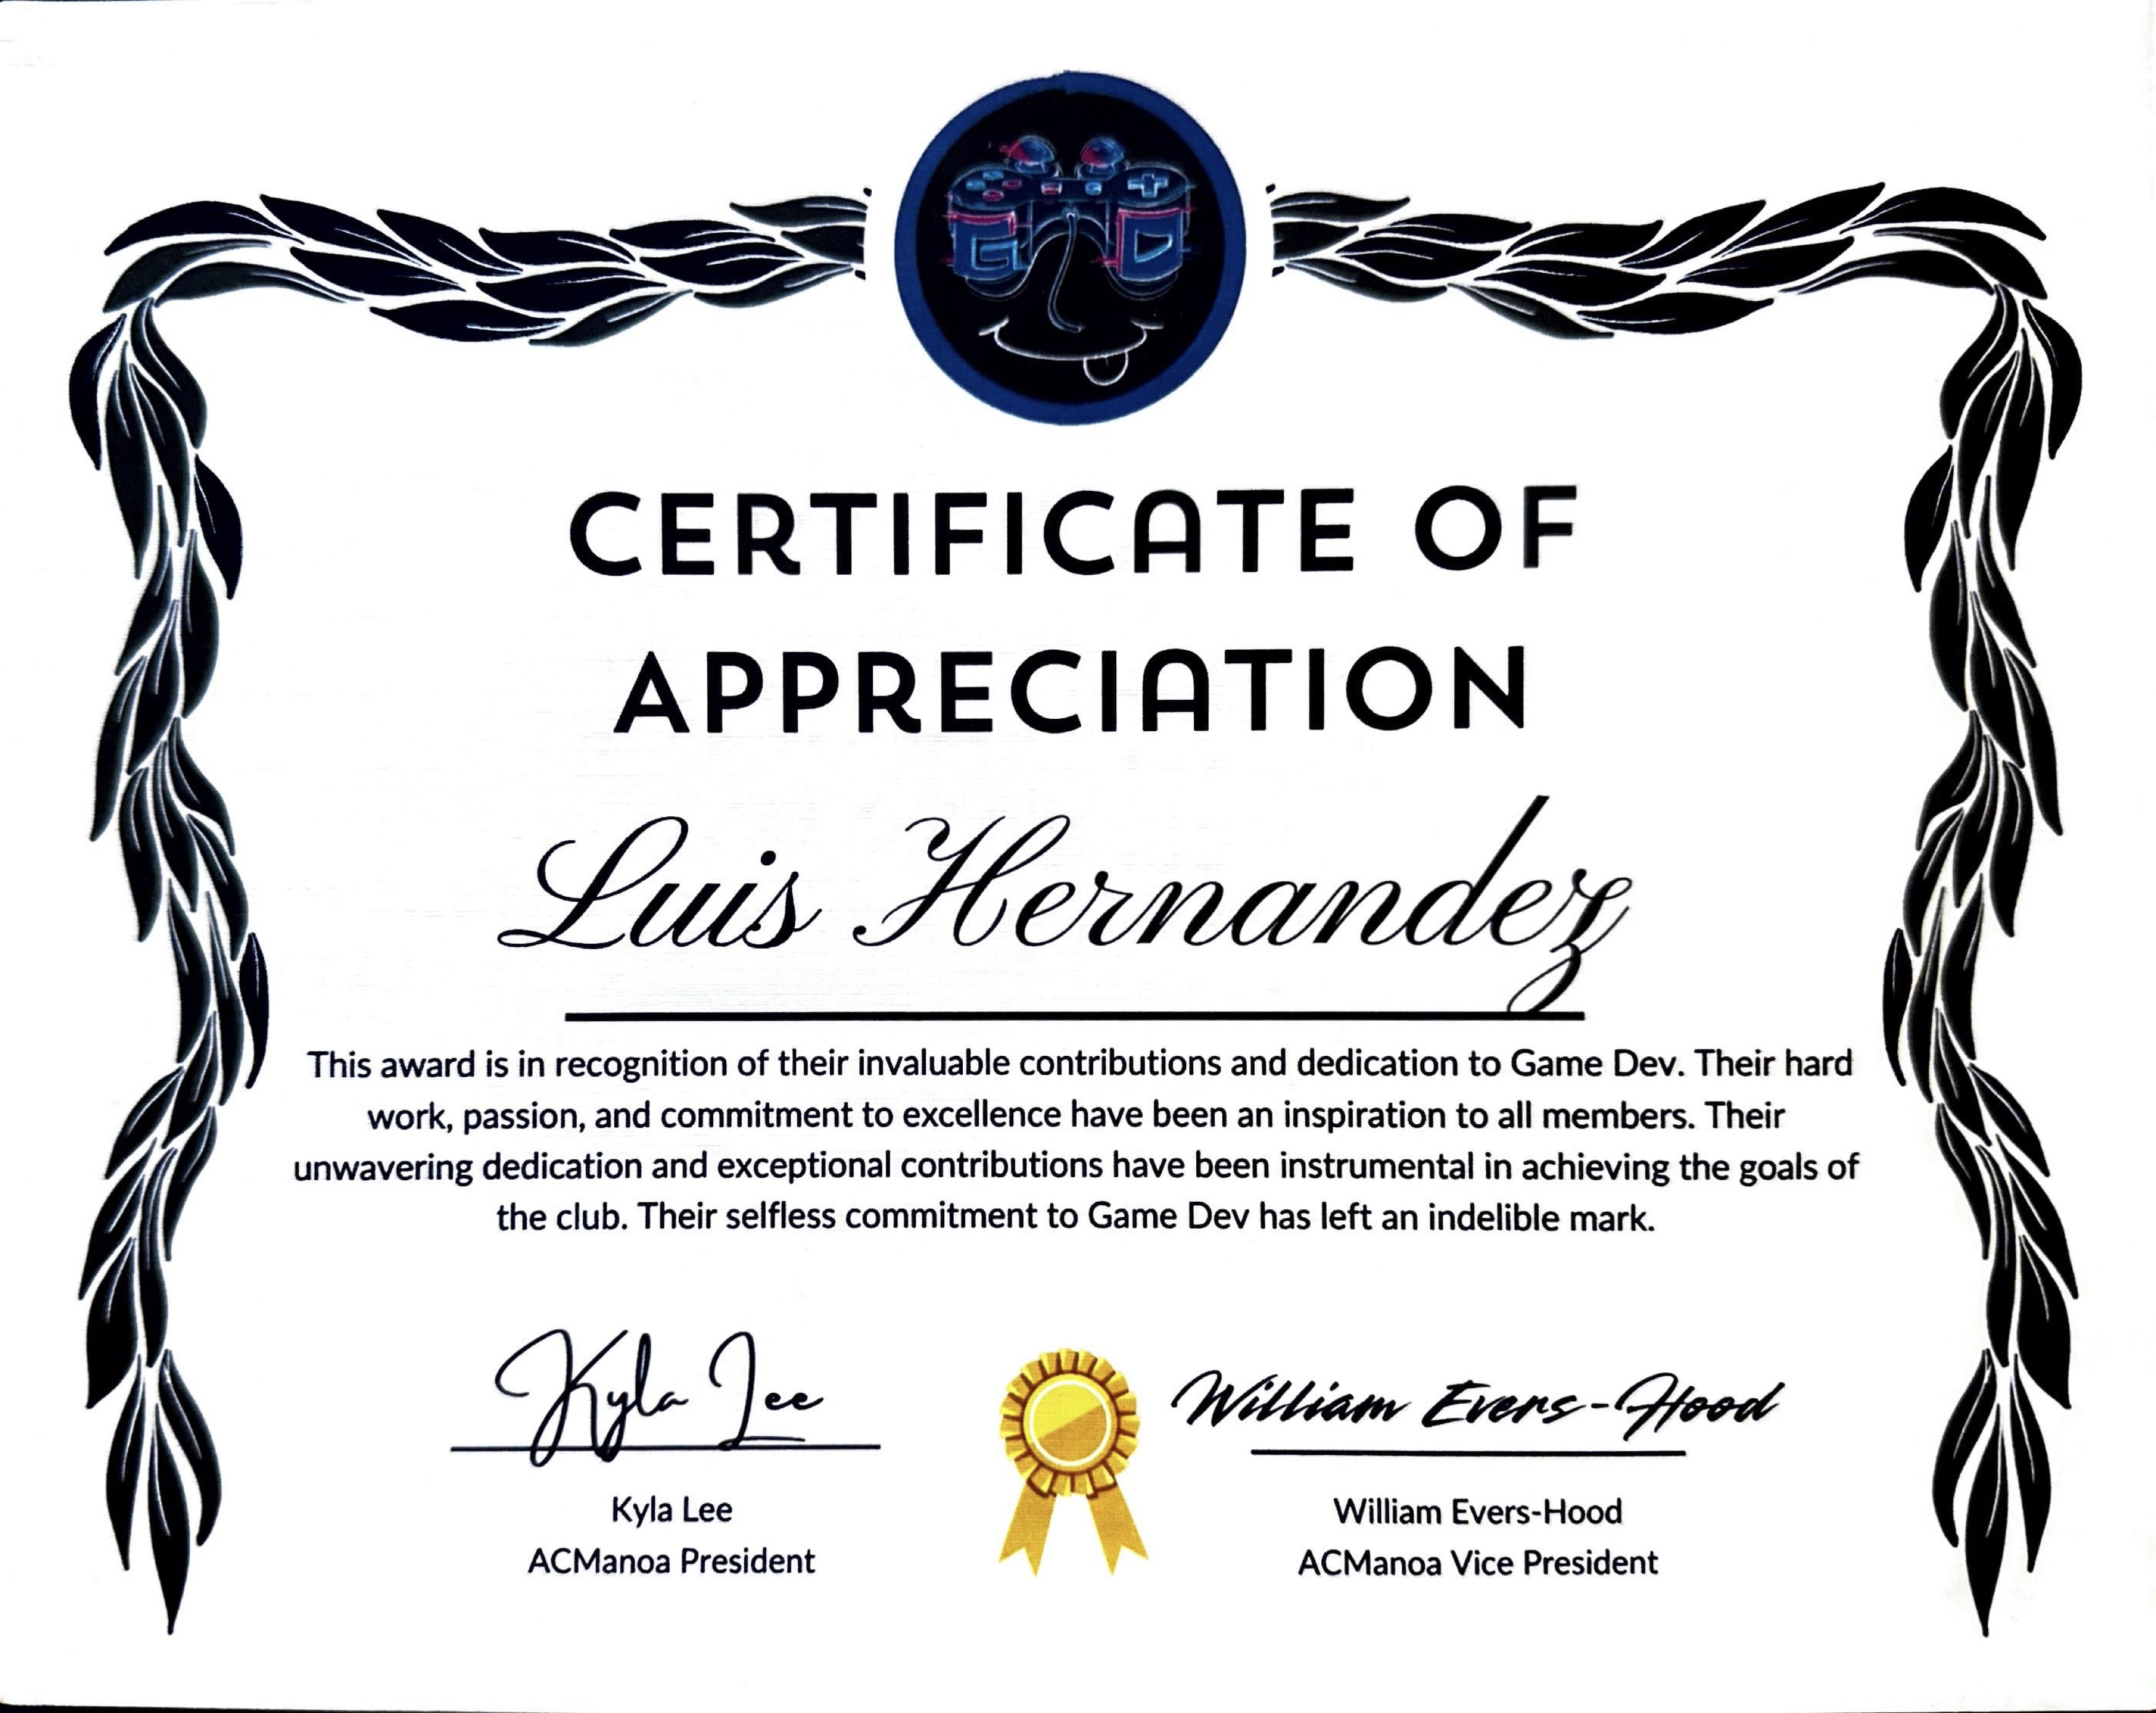 G D
CERTIFICATE OF
APPRECIATION
Luis Hernandez
This award is in recognition of their invaluable contributions and dedication to Game Dev. Their hard
work, passion, and commitment to excellence have been an inspiration to all members. Their
unwavering dedication and exceptional contributions have been instrumental in achieving the goals of
the club. Their selfless commitment to Game Dev has left an indelible mark.
Kyla Lee William Evers-Hood
Kyla Lee William Evers-Hood
ACManoa President ACManoa Vice President